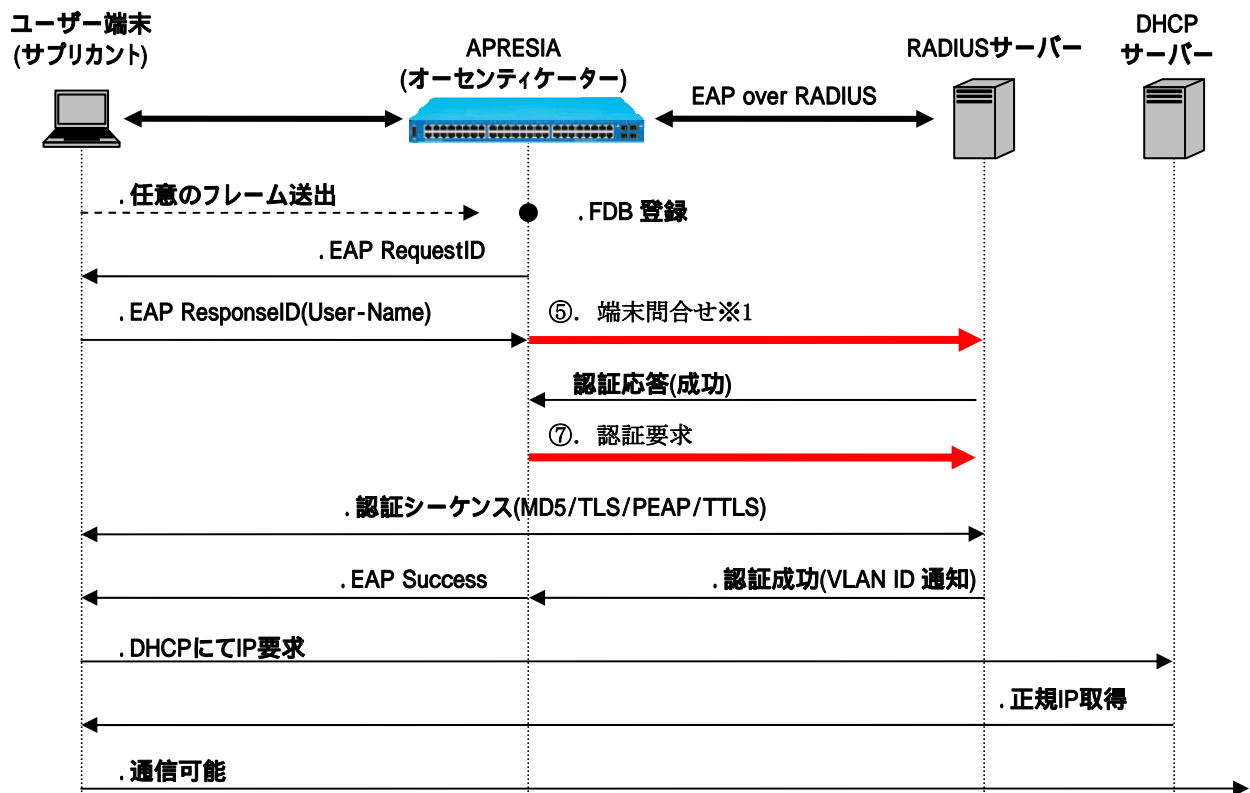 ユーザー端末
(サプリカント)
APRESIA
(オーセンティケーター)
EAP over RADIUS
RADIUSサーバー
DHCP
サーバー
. 任意のフレーム送出
. FDB 登録
. EAP RequestID
. EAP ResponseID(User-Name)
⑤. 端末問合せ※1
認証応答(成功)
⑦. 認証要求
. 認証シーケンス(MD5/TLS/PEAP/TTLS)
. EAP Success
. 認証成功(VLAN ID 通知)
. DHCPにてIP要求
. 正規IP取得
. 通信可能